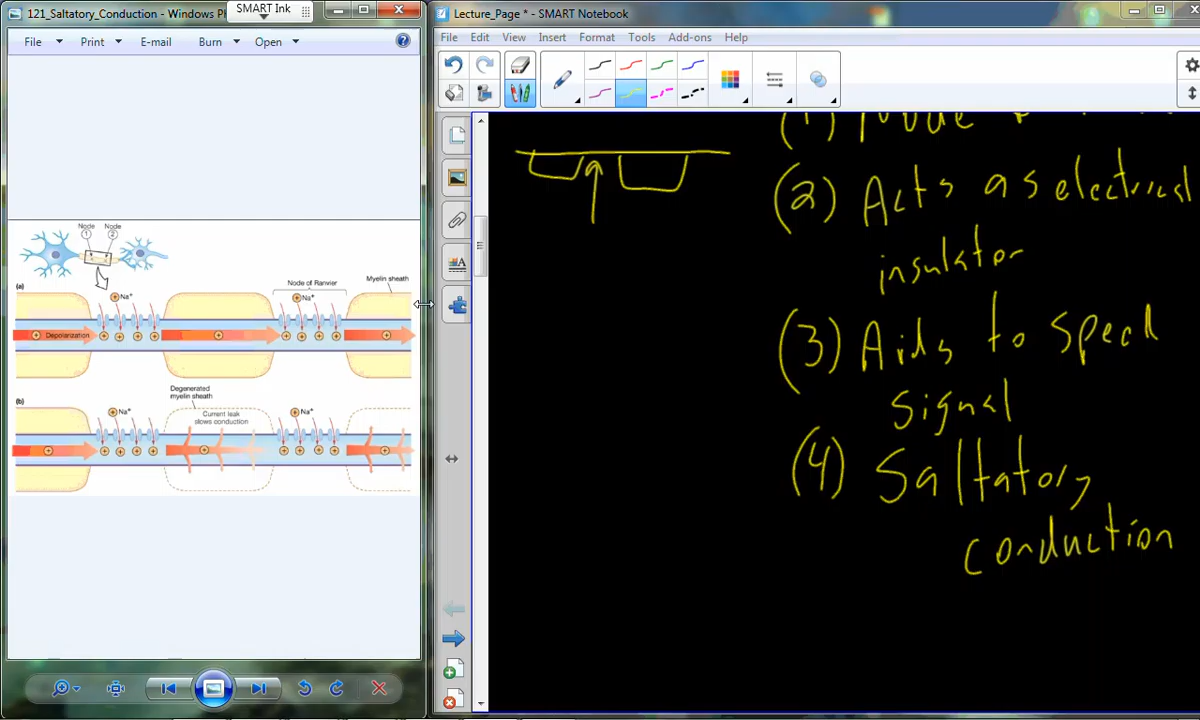 121_Saltatory_Conduction - Windows Ph
SMART Ink
Lecture_Page * - SMART Notebook
File Print E-mail Burn Open
File Edit View Insert Format Tools Add-ons Help
(2) Acts as electrical
insulator
(3) Aids to speed
signal
(4) Saltatory
conduction
Node Node
1 2
(a)
Na+
Node of Ranvier
Na+
Myelin sheath
Depolarization
(b)
Na+
Degenerated
myelin sheath
Current leak
slows conduction
Na+